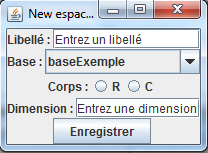 New espac...
Libellé : Entrez un libellé
Base : baseExemple
Corps : R C
Dimension : Entrez une dimension
Enregistrer